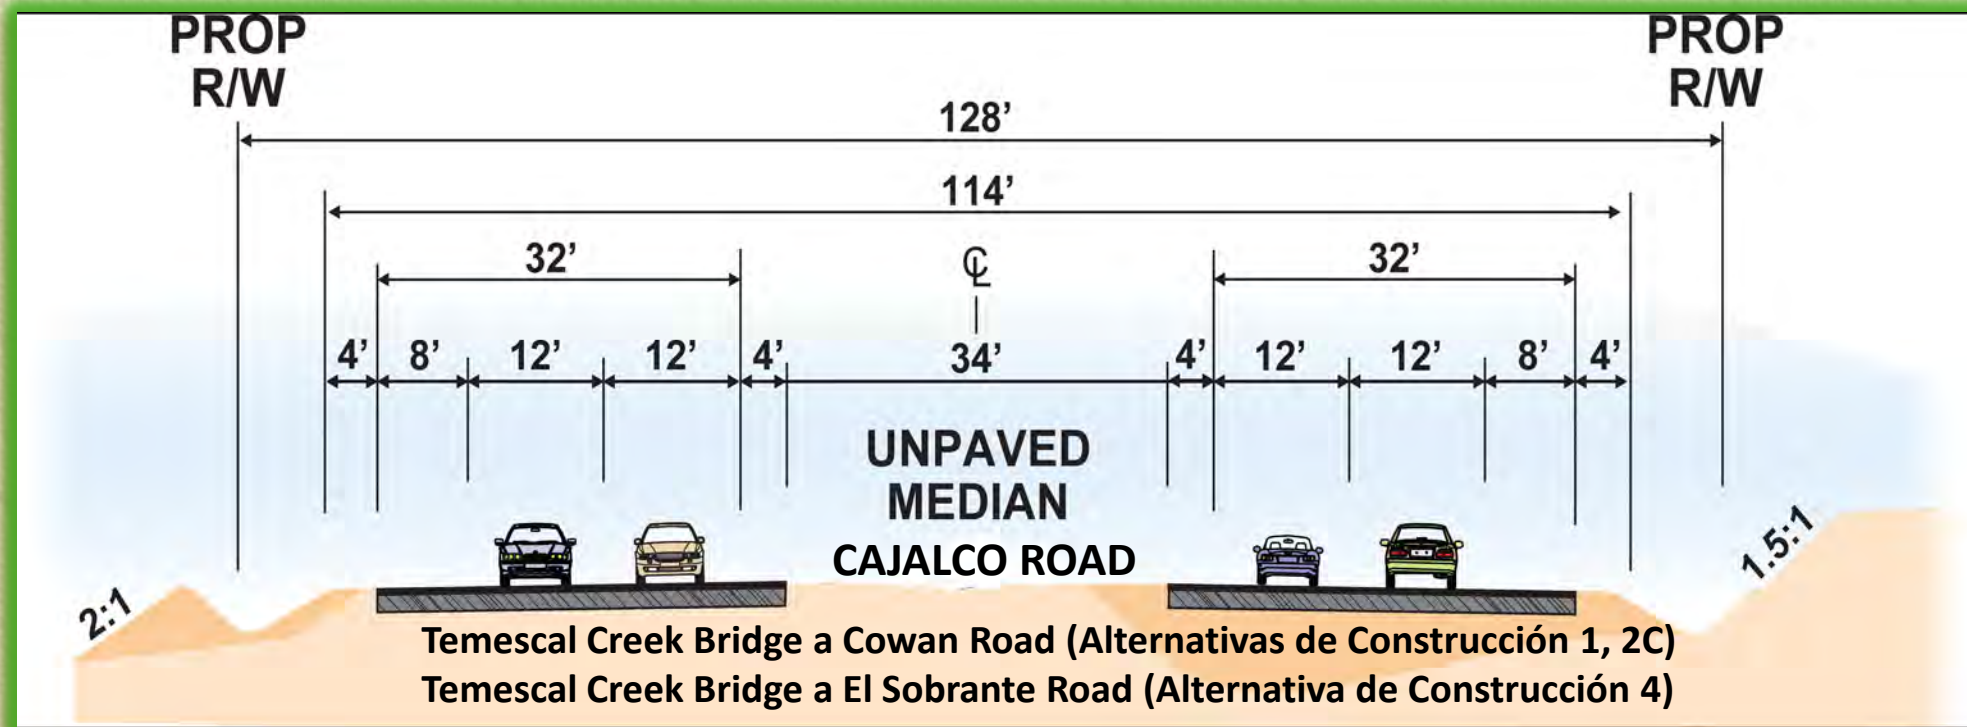 PROP
R/W
PROP
R/W
128’
114’
32’
℄
32’
4’ 8’ 12’ 12’ 4’ 34’ 4’ 12’ 12’ 8’ 4’
UNPAVED
MEDIAN
CAJALCO ROAD
2:1
1.5:1
Temescal Creek Bridge a Cowan Road (Alternativas de Construcción 1, 2C)
Temescal Creek Bridge a El Sobrante Road (Alternativa de Construcción 4)